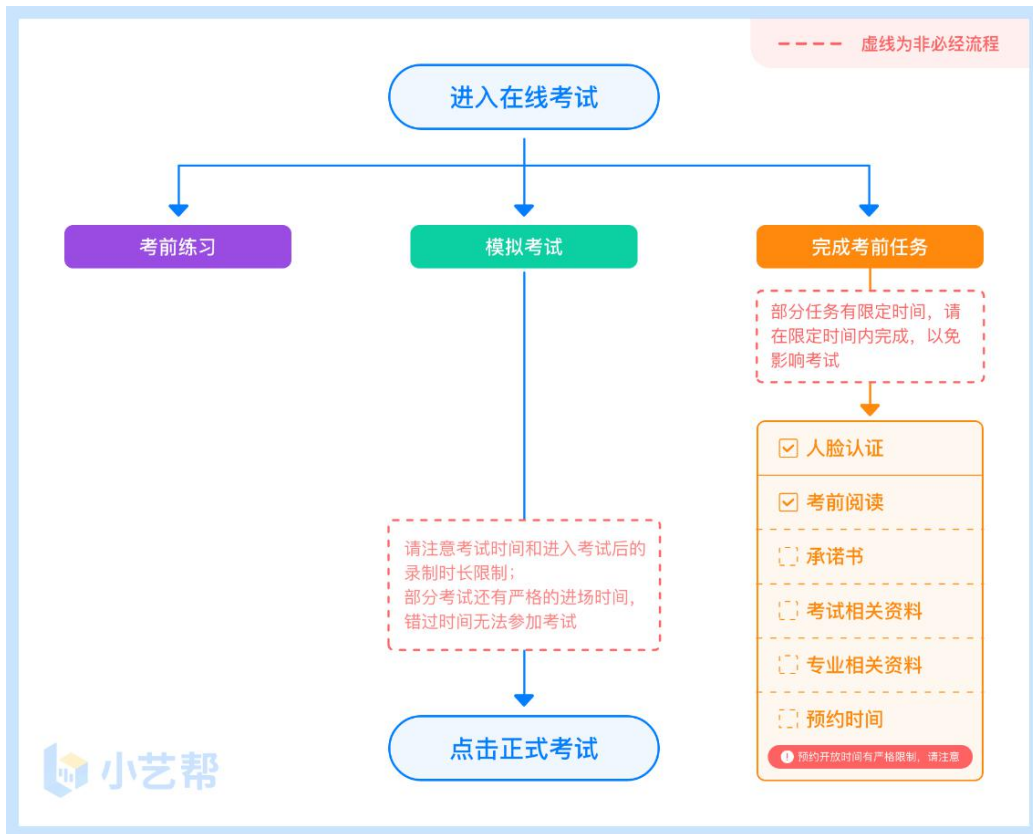 虚线为非必经流程
进入在线考试
考前练习
模拟考试
完成考前任务
部分任务有限定时间，请
在限定时间内完成，以免
影响考试
人脸认证
考前阅读
承诺书
考试相关资料
专业相关资料
预约时间
预约开放时间有严格限制，请注意
请注意考试时间和进入考试后的
录制时长限制；
部分考试还有严格的进场时间，
错过时间无法参加考试
点击正式考试
小艺帮